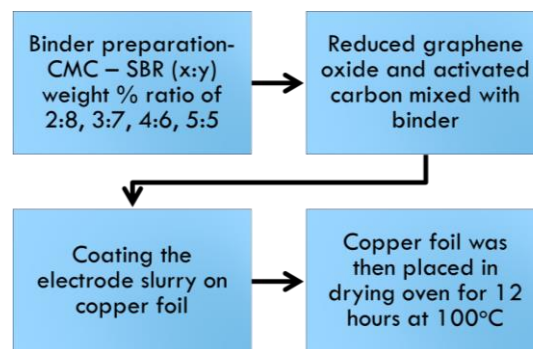 Binder preparation-
CMC – SBR (x:y)
weight % ratio of
2:8, 3:7, 4:6, 5:5
Reduced graphene
oxide and activated
carbon mixed with
binder
Coating the
electrode slurry on
copper foil
Copper foil was
then placed in
drying oven for 12
hours at 100°C